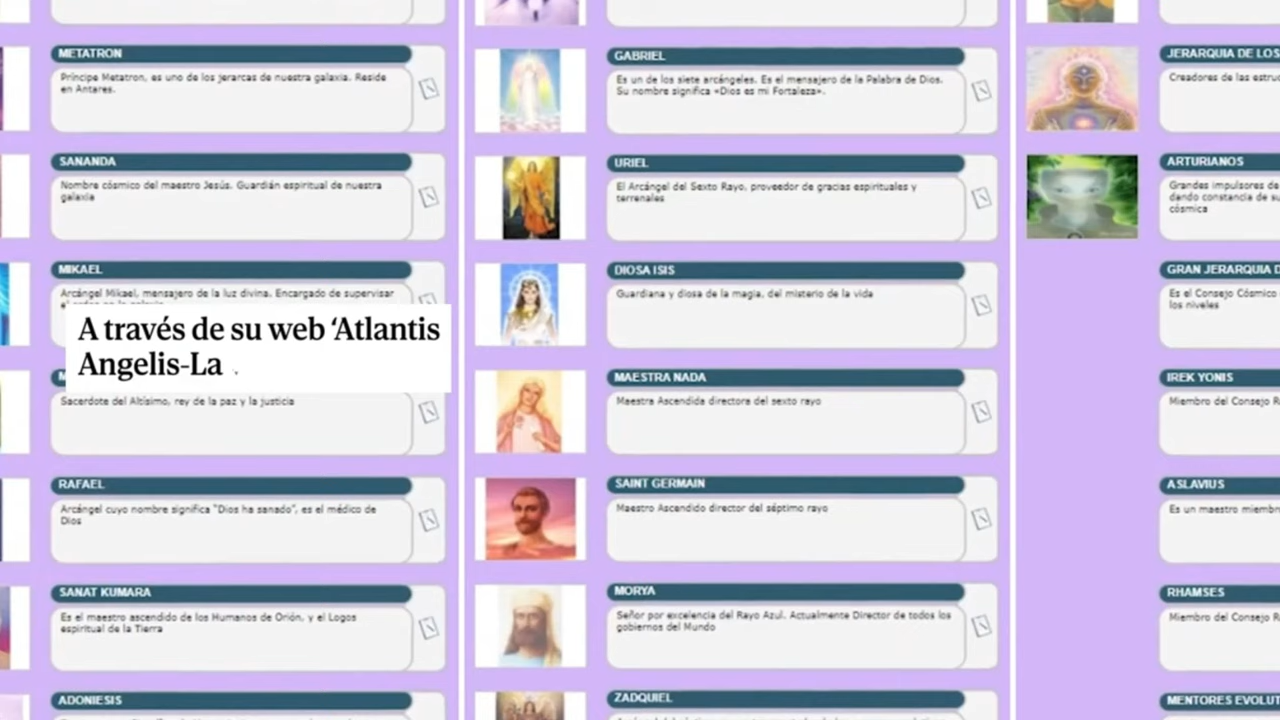 METATRON
Príncipe Metatron, es uno de los jerarcas de nuestra galaxia. Reside
en Antares.
SANANDA
Nombre cósmico del maestro Jesús. Guardián espiritual de nuestra
galaxia
MIKAEL
Arcángel Mikael, mensajero de la luz divina. Encargado de supervisar
A través de su web ‘Atlantis
Angelis-La
Sacerdote del Altísimo, rey de la paz y la justicia
RAFAEL
Arcángel cuyo nombre significa "Dios ha sanado", es el médico de
Dios
SANAT KUMARA
Es el maestro ascendido de los Humanos de Orión, y el Logos
espiritual de la Tierra
ADONIESIS
GABRIEL
Es un de los siete arcángeles. Es el mensajero de la Palabra de Dios.
Su nombre significa «Dios es mi Fortaleza».
URIEL
El Arcángel del Sexto Rayo, proveedor de gracias espirituales y
terrenales
DIOSA ISIS
Guardiana y diosa de la magia, del misterio de la vida
MAESTRA NADA
Maestra Ascendida directora del sexto rayo
SAINT GERMAIN
Maestro Ascendido director del séptimo rayo
MORYA
Señor por excelencia del Rayo Azul. Actualmente Director de todos los
gobiernos del Mundo
ZADQUIEL
JERARQUIA DE LOS
Creadores de las
ARTURIANOS
Grandes impulsores de
dando constancia de su
cósmica
GRAN JERARQUIA
Es el Consejo Cósmico
los niveles
IREK YONIS
Miembro del Consejo
ASLAVIUS
Es un maestro
RHAMSES
Miembro del Consejo
MENTORES